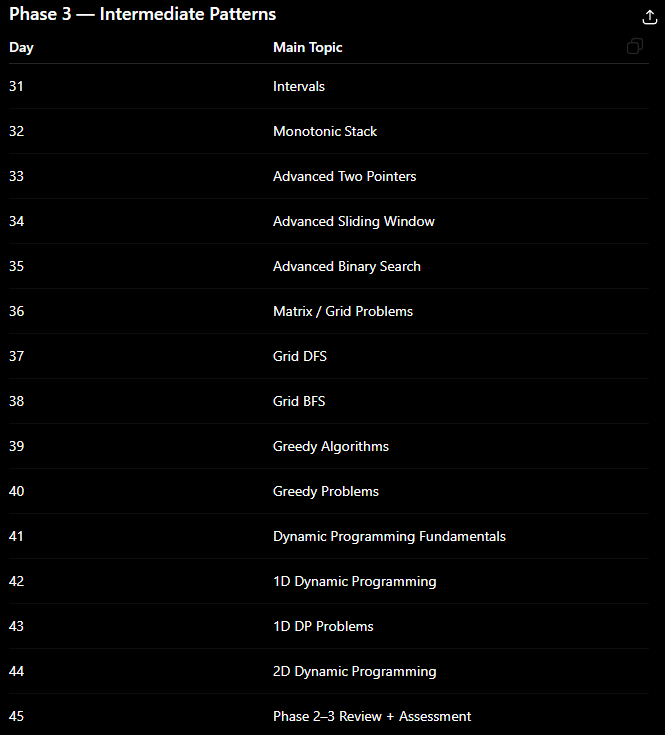 Phase 3 — Intermediate Patterns
Day Main Topic
31 Intervals
32 Monotonic Stack
33 Advanced Two Pointers
34 Advanced Sliding Window
35 Advanced Binary Search
36 Matrix / Grid Problems
37 Grid DFS
38 Grid BFS
39 Greedy Algorithms
40 Greedy Problems
41 Dynamic Programming Fundamentals
42 1D Dynamic Programming
43 1D DP Problems
44 2D Dynamic Programming
45 Phase 2–3 Review + Assessment